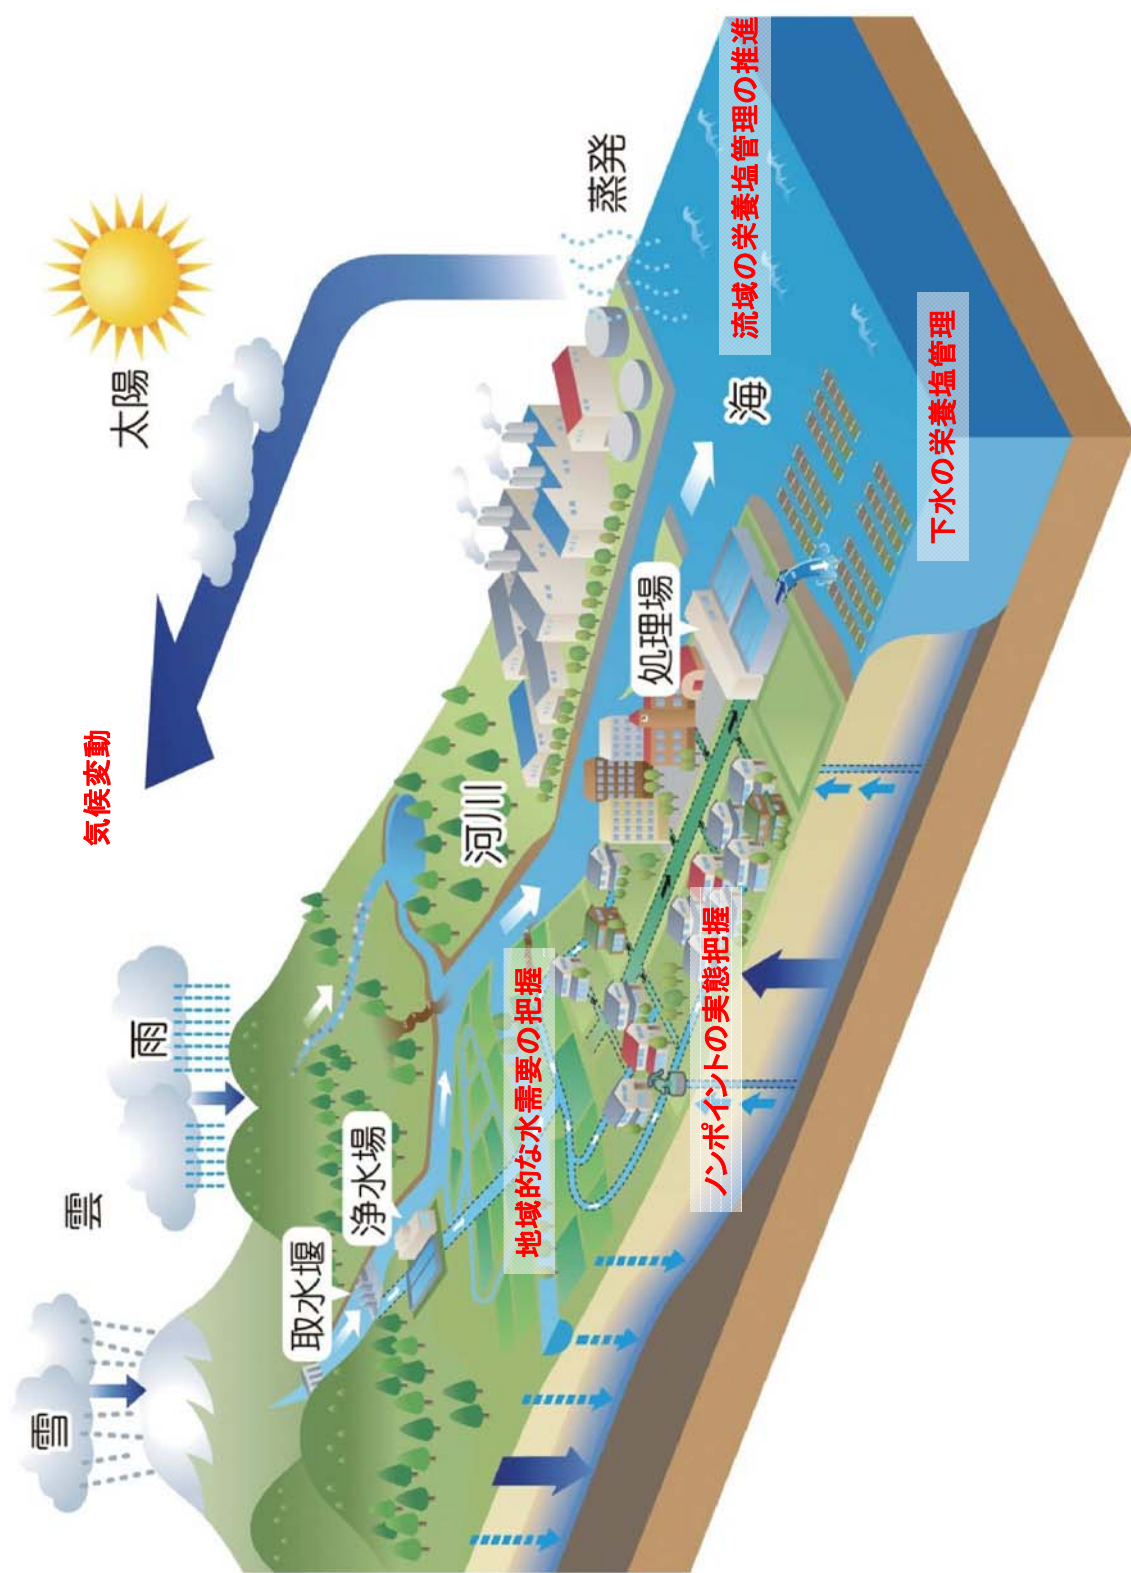 雪
雲
雨
太陽
気候変動
取水堰
浄水場
河川
蒸発
処理場
海
流域の栄養塩管理の推進
地域的な水需要の把握
ノンポイントの実態把握
下水の栄養塩管理